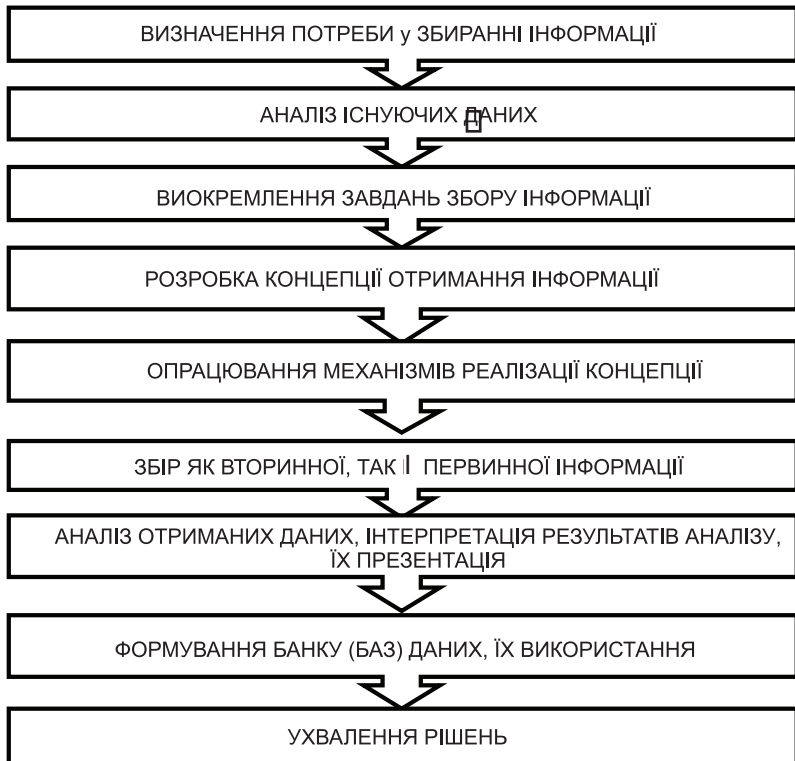 ВИЗНАЧЕННЯ ПОТРЕБИ у ЗБИРАННІ ІНФОРМАЦІЇ
АНАЛІЗ ІСНУЮЧИХ ДАНИХ
ВИОКРЕМЛЕННЯ ЗАВДАНЬ ЗБОРУ ІНФОРМАЦІЇ
РОЗРОБКА КОНЦЕПЦІЇ ОТРИМАННЯ ІНФОРМАЦІЇ
ОПРАЦЮВАННЯ МЕХАНІЗМІВ РЕАЛІЗАЦІЇ КОНЦЕПЦІЇ
ЗБІР ЯК ВТОРИННОЇ, ТАК І ПЕРВИННОЇ ІНФОРМАЦІЇ
АНАЛІЗ ОТРИМАНИХ ДАНИХ, ІНТЕРПРЕТАЦІЯ РЕЗУЛЬТАТІВ АНАЛІЗУ,
ЇХ ПРЕЗЕНТАЦІЯ
ФОРМУВАННЯ БАНКУ (БАЗ) ДАНИХ, ЇХ ВИКОРИСТАННЯ
УХВАЛЕННЯ РІШЕНЬ